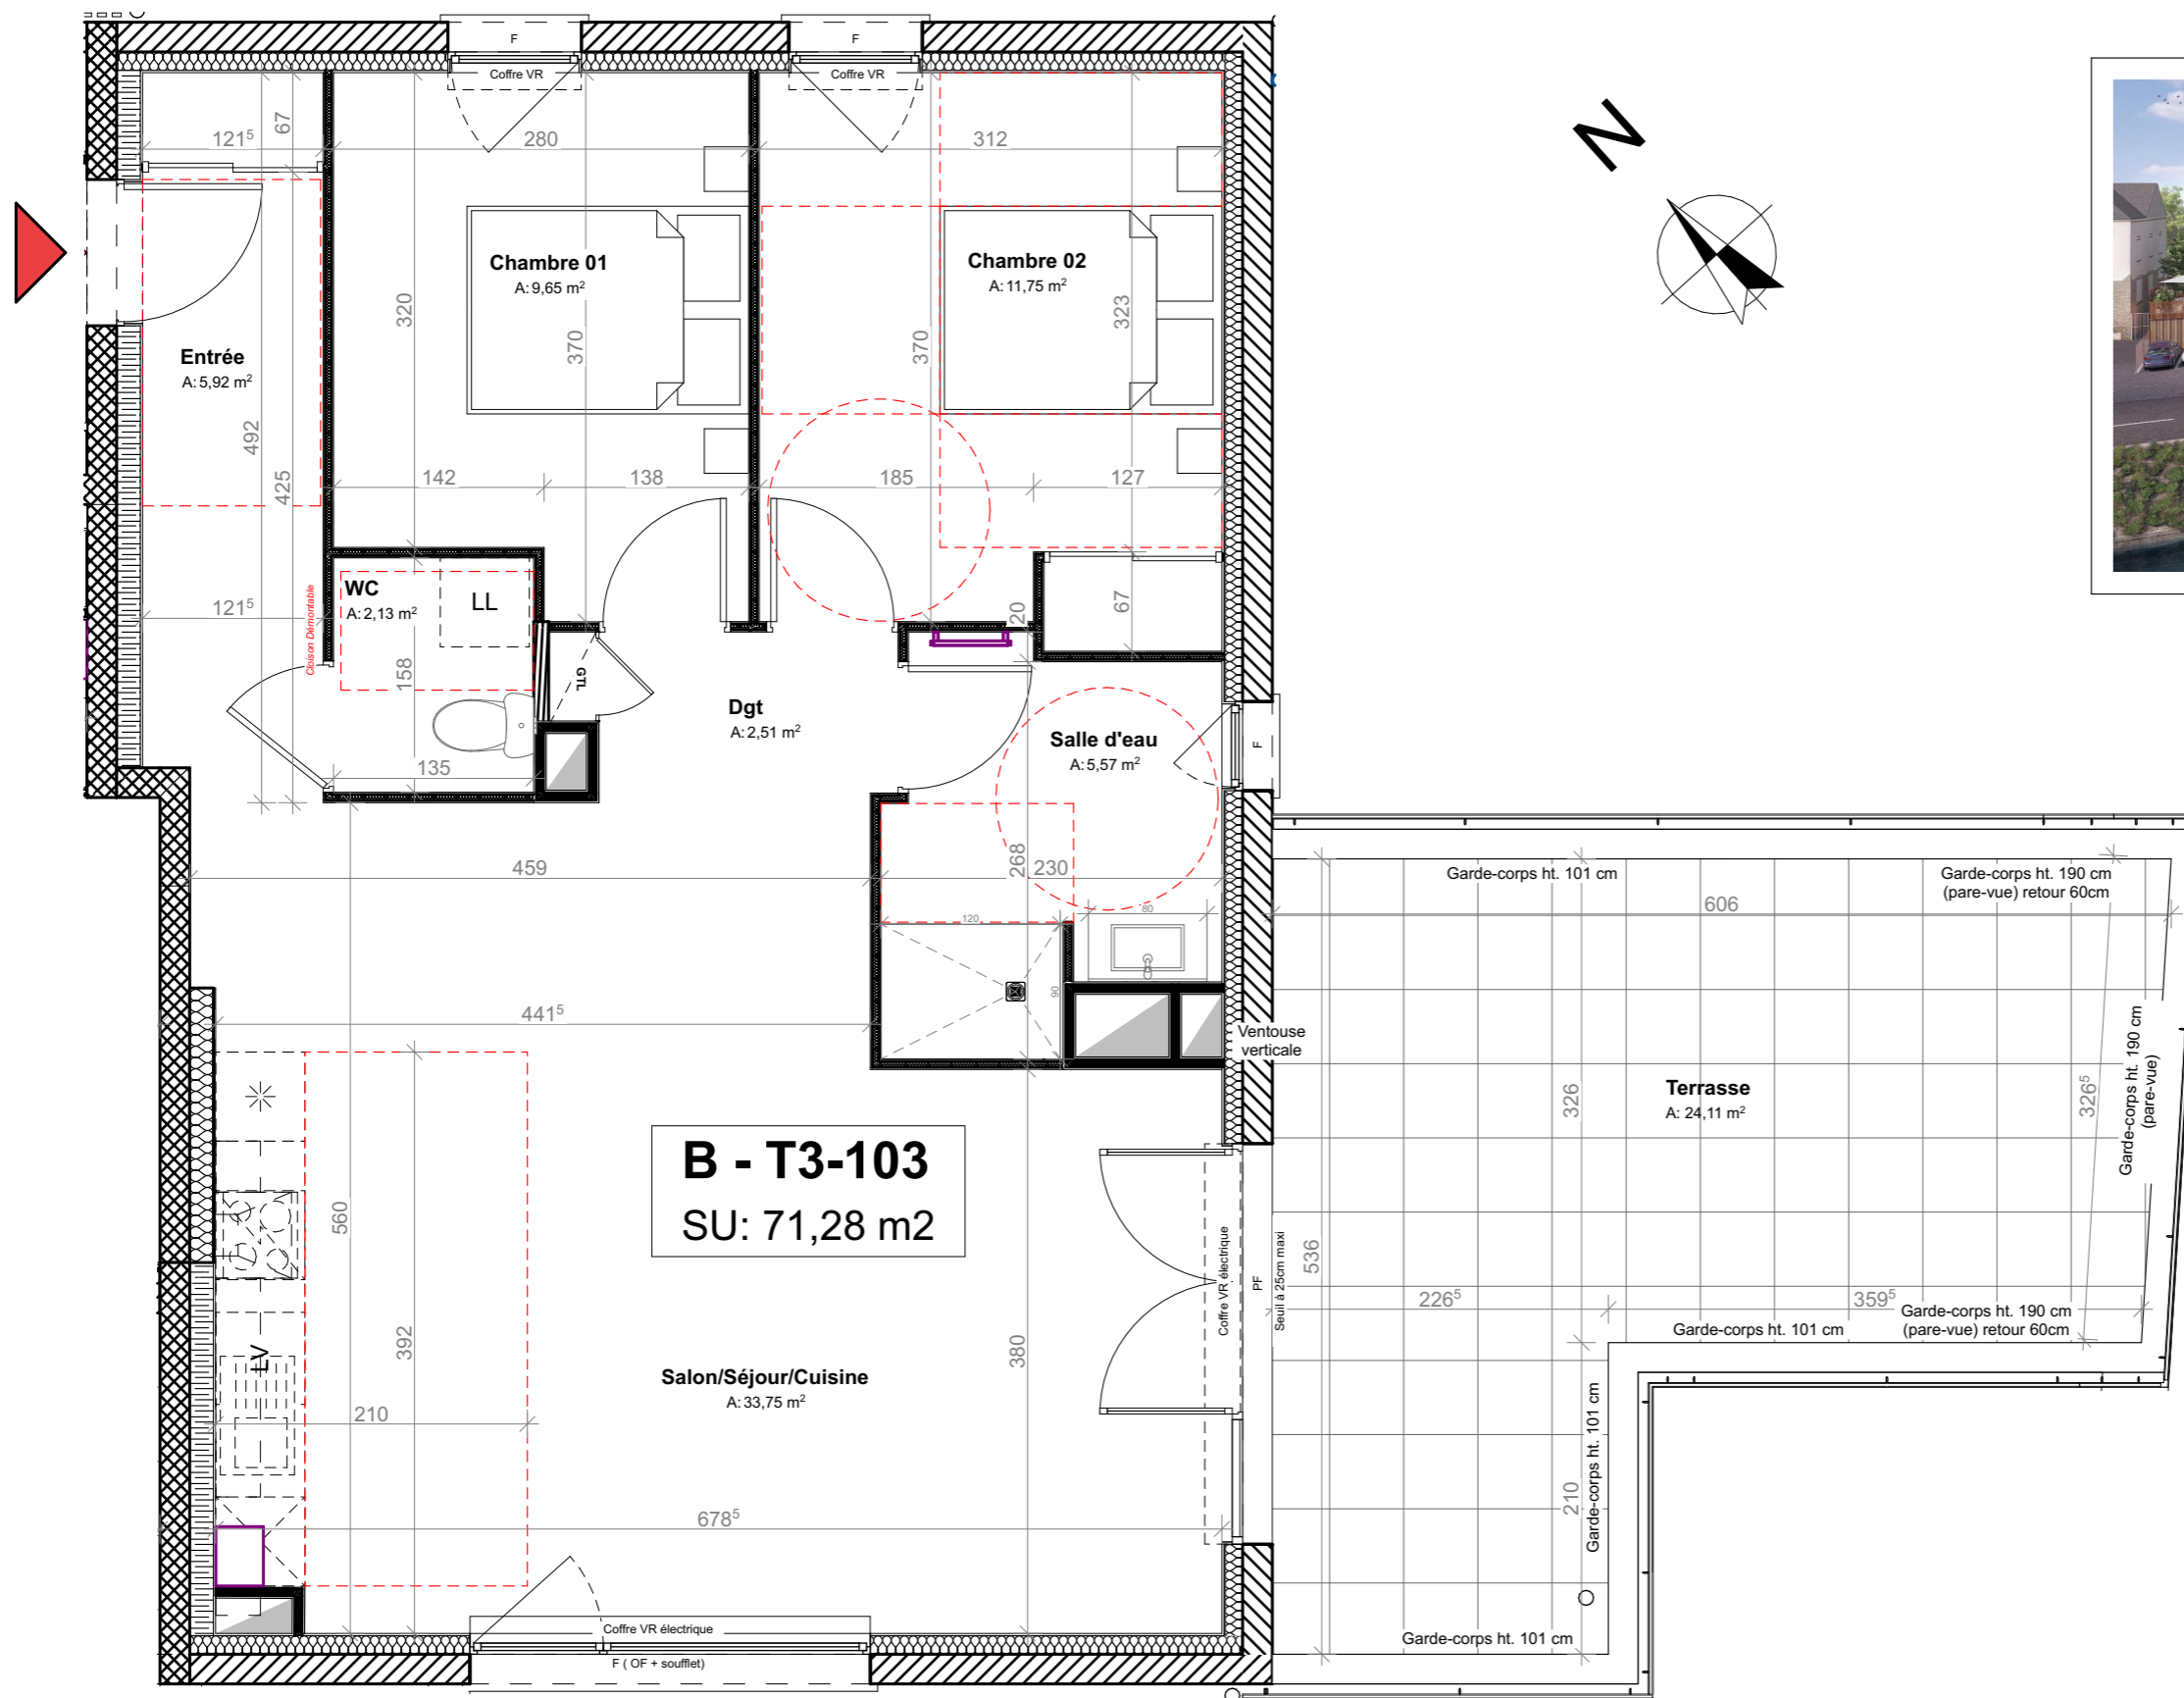 F
F
Coffre VR
Coffre VR
N
121⁵
67
280
312
Chambre 01
A: 9,65 m²
Chambre 02
A: 11,75 m²
320
370
370
323
Entrée
A: 5,92 m²
492
425
142
138
185
127
121⁵
Cloison Démontable
WC
A: 2,13 m²
LL
158
135
GTL
20
67
Dgt
A: 2,51 m²
Salle d'eau
A: 5,57 m²
F
459
268
230
120
80
90
441⁵
Ventouse
verticale
Garde-corps ht. 101 cm
Garde-corps ht. 190 cm
(pare-vue) retour 60cm
606
Terrasse
A: 24,11 m²
326
326⁵
Garde-corps ht. 190 cm
(pare-vue)
B - T3-103
SU: 71,28 m2
560
392
LV
210
380
Salon/Séjour/Cuisine
A: 33,75 m²
Coffre VR électrique
PF
Seuil à 25cm maxi
536
226⁵
359⁵
Garde-corps ht. 101 cm
Garde-corps ht. 190 cm
(pare-vue) retour 60cm
210
Garde-corps ht. 101 cm
678⁵
Coffre VR électrique
F ( OF + soufflet)
Garde-corps ht. 101 cm